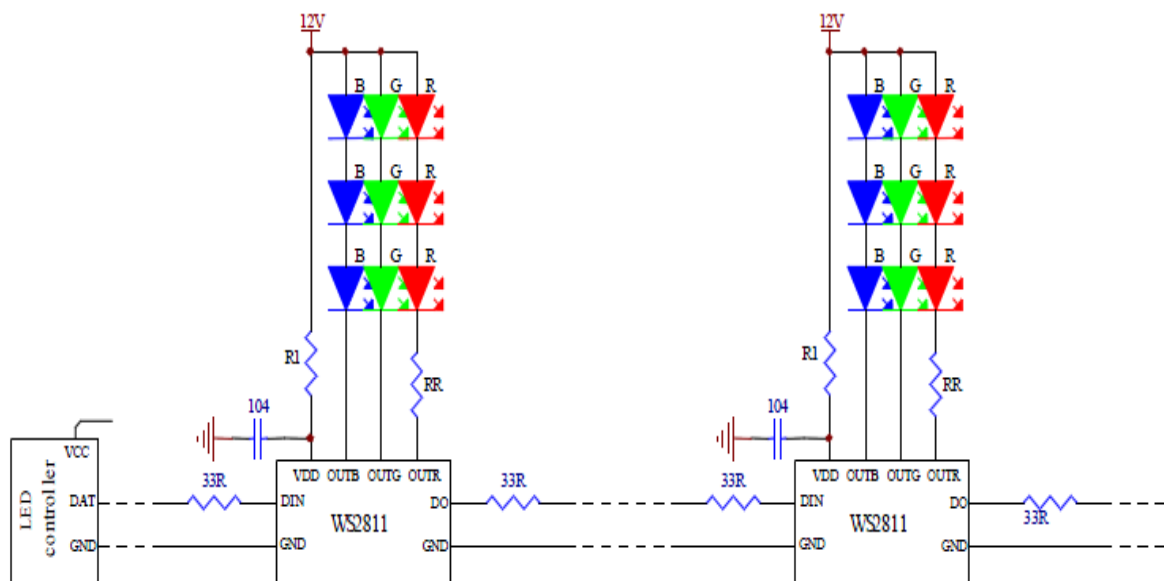 12V 12V
B G R B G R
B G R B G R
B G R B G R
R1 RR R1 RR
104 104
VCC
LED controller
DAT
GND
33R
VDD OUTB OUTG OUTR
DIN DO
WS2811
GND GND
33R
33R
VDD OUTB OUTG OUTR
DIN DO
WS2811
GND GND
33R